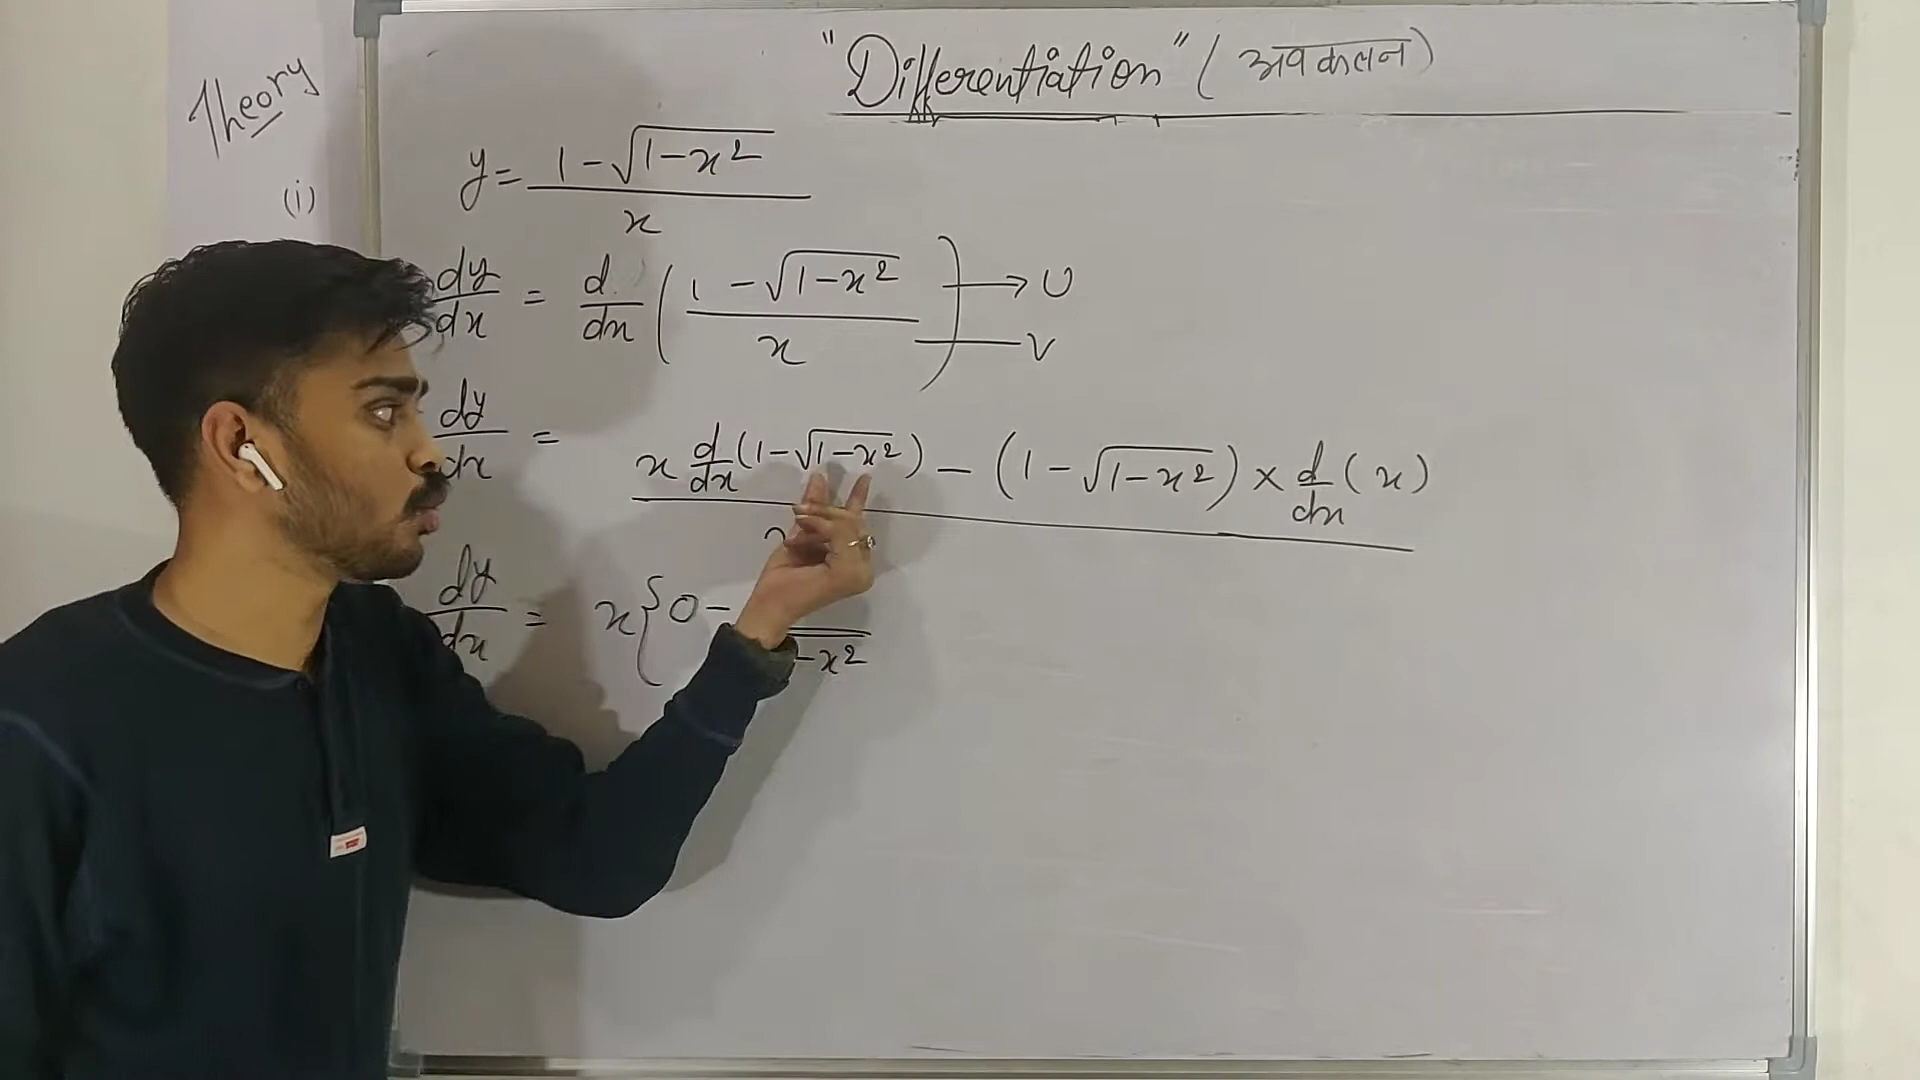 "Differentiation" (अवकलन)
Theory
(i)
y = 1 - √1-x²
x
dy/dx = d/dx ( 1 - √1-x² / x ) → U
→ V
dy/dx = x d/dx (1 - √1-x²) - (1 - √1-x²) × d/dx (x)
dy/dx = x { 0 -
-x²